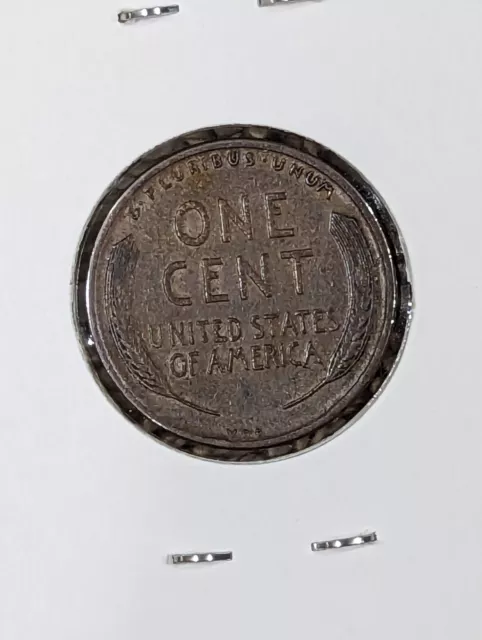 E·PLURIBUS·UNUM
ONE
CENT
UNITED STATES
OF AMERICA
V.D.B.